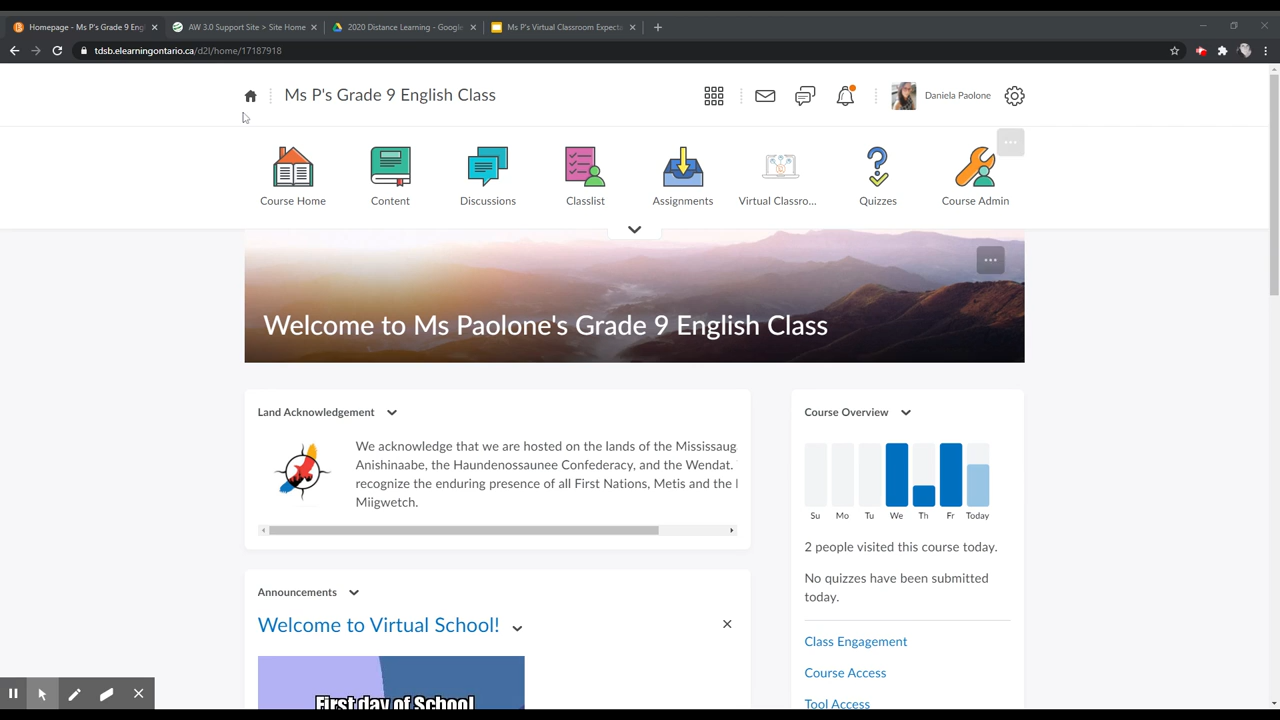 Homepage - Ms P's Grade 9 Eng
AW 3.0 Support Site > Site Home
2020 Distance Learning - Google
Ms P's Virtual Classroom Expecta
tdsb.elearningontario.ca/d2l/home/17187918
Ms P's Grade 9 English Class
Daniela Paolone
Course Home
Content
Discussions
Classlist
Assignments
Virtual Classro...
Quizzes
Course Admin
Welcome to Ms Paolone's Grade 9 English Class
Land Acknowledgement
We acknowledge that we are hosted on the lands of the Mississaug
Anishinaabe, the Haundenossaunee Confederacy, and the Wendat.
recognize the enduring presence of all First Nations, Metis and the I
Miigwetch.
Announcements
Welcome to Virtual School!
First day of School
Course Overview
Su Mo Tu We Th Fr Today
2 people visited this course today.
No quizzes have been submitted
today.
Class Engagement
Course Access
Tool Access